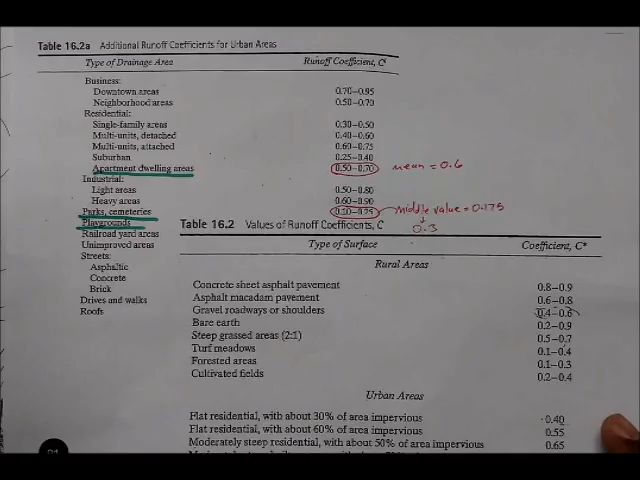 Table 16.2a Additional Runoff Coefficients for Urban Areas
Type of Drainage Area Runoff Coefficient, C*
Business:
Downtown areas 0.70–0.95
Neighborhood areas 0.50–0.70
Residential:
Single-family areas 0.30–0.50
Multi-units, detached 0.40–0.60
Multi-units, attached 0.60–0.75
Suburban 0.25–0.40
Apartment dwelling areas 0.50–0.70 mean = 0.6
Industrial:
Light areas 0.50–0.80
Heavy areas 0.60–0.90
Parks, cemeteries 0.10–0.25 middle value = 0.175
Playgrounds 0.3
Railroad yard areas
Unimproved areas
Streets:
Asphaltic
Concrete
Brick
Drives and walks
Roofs
Table 16.2 Values of Runoff Coefficients, C
Type of Surface Coefficient, C*
Rural Areas
Concrete sheet asphalt pavement 0.8–0.9
Asphalt macadam pavement 0.6–0.8
Gravel roadways or shoulders 0.4–0.6
Bare earth 0.2–0.9
Steep grassed areas (2:1) 0.5–0.7
Turf meadows 0.1–0.4
Forested areas 0.1–0.3
Cultivated fields 0.2–0.4
Urban Areas
Flat residential, with about 30% of area impervious 0.40
Flat residential, with about 60% of area impervious 0.55
Moderately steep residential, with about 50% of area impervious 0.65